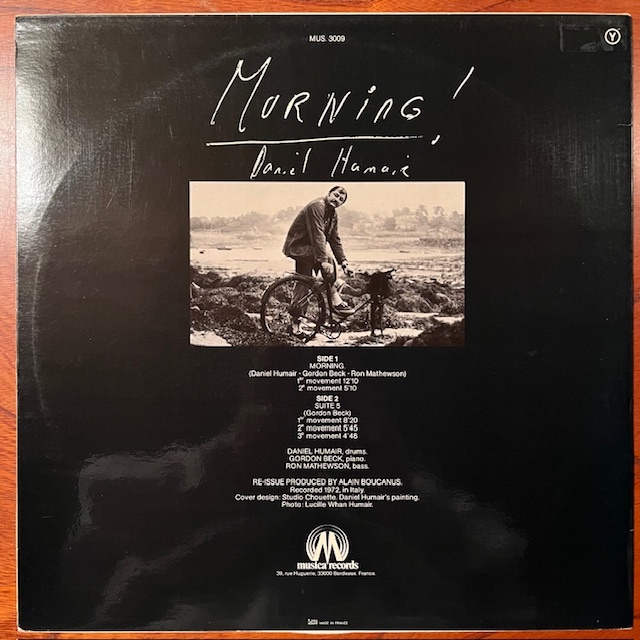 MUS. 3009
Y
MORNING!
Daniel Humair
SIDE 1
MORNING.
(Daniel Humair - Gordon Beck - Ron Mathewson)
1er movement 12'10
2e movement 5'10
SIDE 2
SUITE 5
(Gordon Beck)
1er movement 8'20
2e movement 5'45
3e movement 4'48
DANIEL HUMAIR, drums.
GORDON BECK, piano.
RON MATHEWSON, bass.
RE-ISSUE PRODUCED BY ALAIN BOUCANUS.
Recorded 1972, in Italy.
Cover design: Studio Chouette. Daniel Humair's painting.
Photo: Lucille Whan Humair.
musica records
39, rue Huguerie, 33000 Bordeaux. France.
MADE IN FRANCE